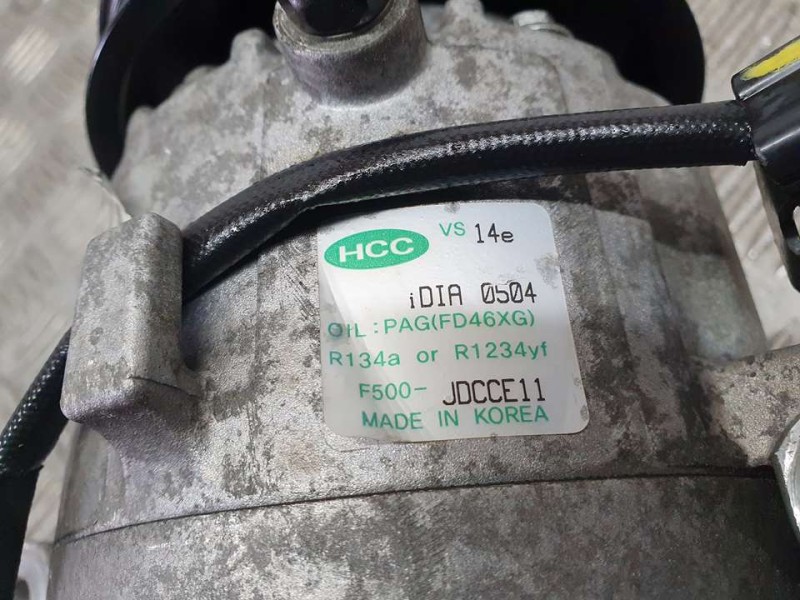 HCC VS 14e
iDIA 0504
OIL : PAG(FD46XG)
R134a or R1234yf
F500- JDCCE11
MADE IN KOREA